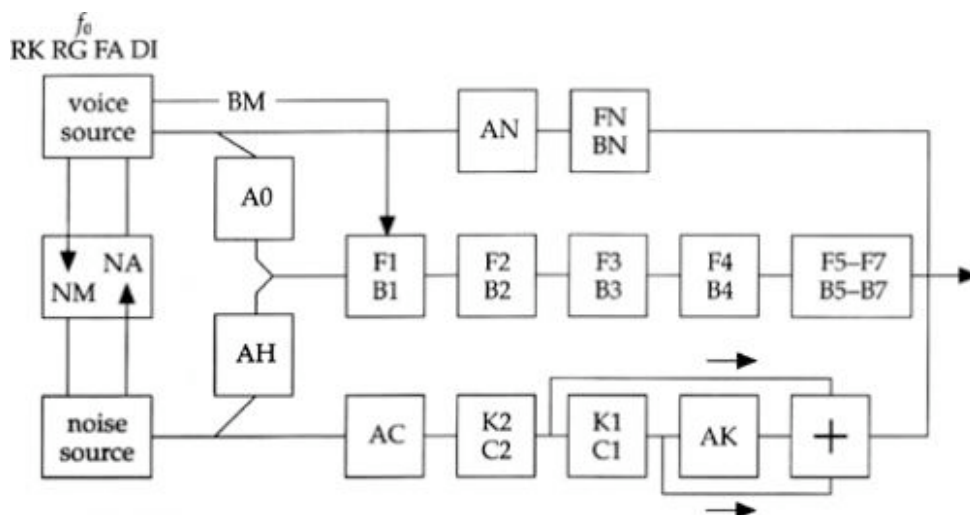 f0
RK RG FA DI
voice
source
BM
AN
FN
BN
A0
NA
NM
F1
B1
F2
B2
F3
B3
F4
B4
F5–F7
B5–B7
AH
noise
source
AC
K2
C2
K1
C1
AK
+